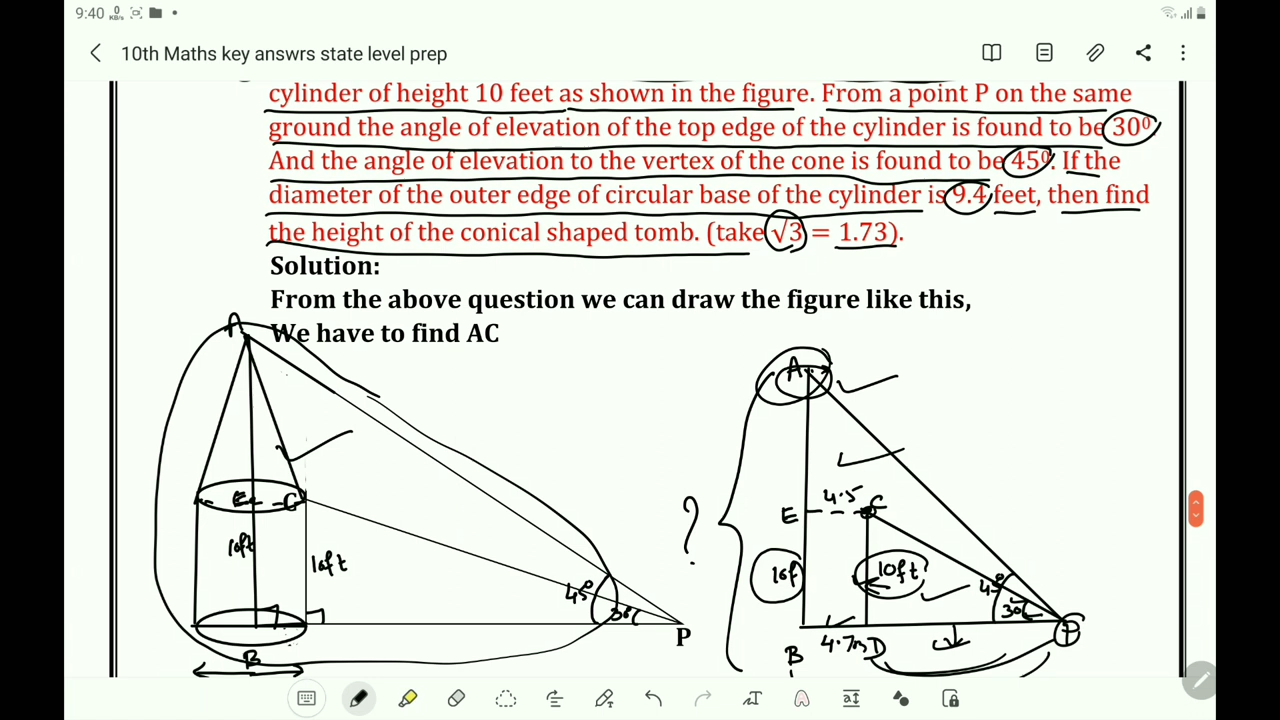 9:40 0 KB/s
10th Maths key answrs state level prep
cylinder of height 10 feet as shown in the figure. From a point P on the same
ground the angle of elevation of the top edge of the cylinder is found to be 30⁰
And the angle of elevation to the vertex of the cone is found to be 45⁰. If the
diameter of the outer edge of circular base of the cylinder is 9.4 feet, then find
the height of the conical shaped tomb. (take √3 = 1.73).
Solution:
From the above question we can draw the figure like this,
We have to find AC
A
E C
10ft
10ft
45° 30°
P
B
A
?
E 4.5 C
10f 10ft
45°
30°
B 4.7m D P